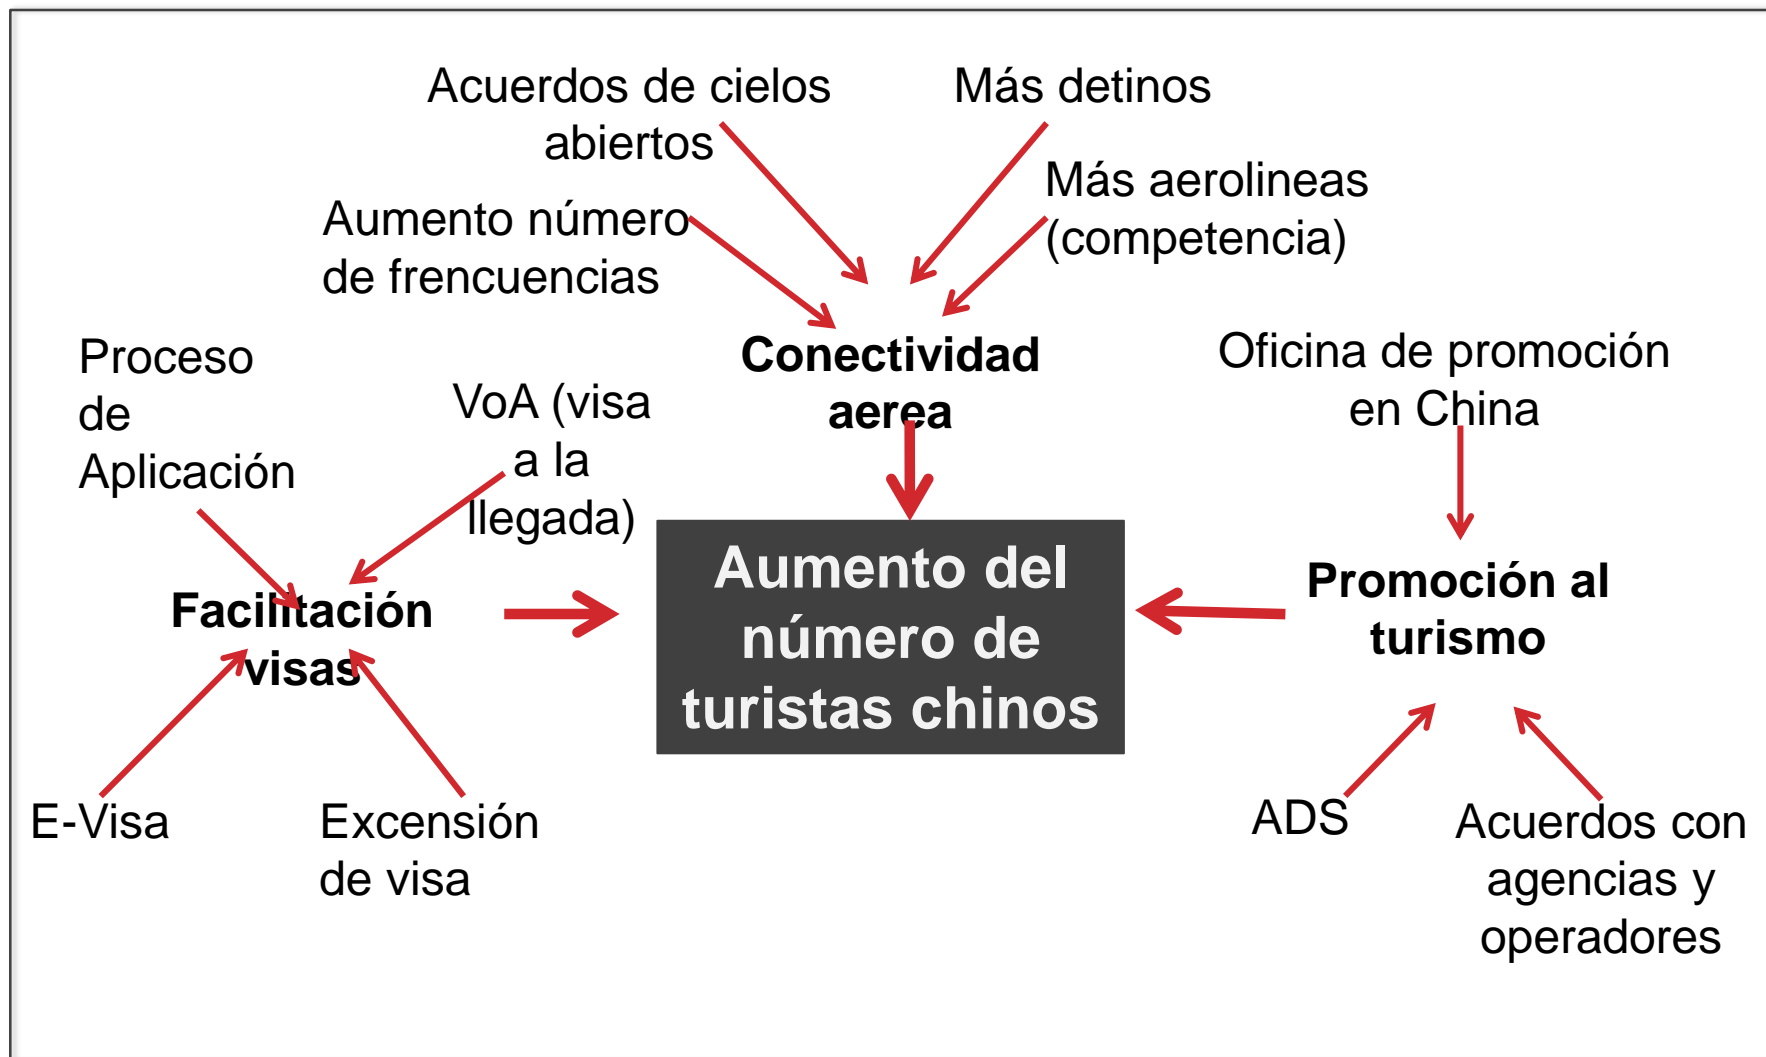 Acuerdos de cielos
abiertos
Más detinos
Aumento número
de frencuencias
Más aerolineas
(competencia)
Proceso
de
Aplicación
VoA (visa
a la
llegada)
Conectividad
aerea
Oficina de promoción
en China
Facilitación
visas
Aumento del
número de
turistas chinos
Promoción al
turismo
E-Visa
Excensión
de visa
ADS
Acuerdos con
agencias y
operadores